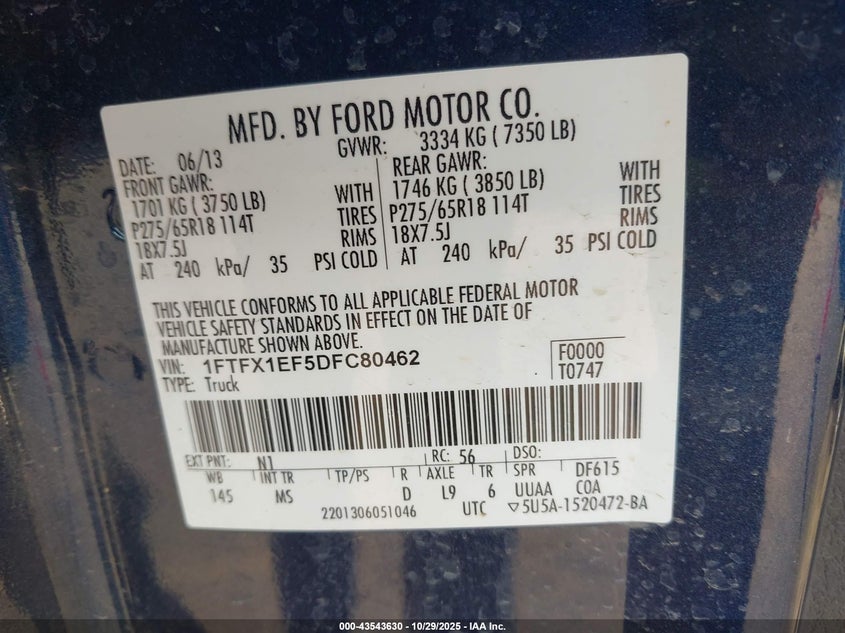 MFD. BY FORD MOTOR CO.
DATE: 06/13 GVWR: 3334 KG ( 7350 LB)
FRONT GAWR: REAR GAWR:
1701 KG ( 3750 LB) WITH 1746 KG ( 3850 LB) WITH
P275/65R18 114T TIRES P275/65R18 114T TIRES
18X7.5J RIMS 18X7.5J RIMS
AT 240 kPa/ 35 PSI COLD AT 240 kPa/ 35 PSI COLD
THIS VEHICLE CONFORMS TO ALL APPLICABLE FEDERAL MOTOR
VEHICLE SAFETY STANDARDS IN EFFECT ON THE DATE OF
MANUFACTURE SHOWN ABOVE.
VIN: 1FTFX1EF5DFC80462 F0000
TYPE: Truck T0747
EXT PNT: N1 RC: 56 DSO:
WB INT TR TP/PS R AXLE TR SPR DF615
145 MS D L9 6 UUAA COA
2201306051046 UTC ▽5U5A-1520472-BA
000-43543630 - 10/29/2025 - IAA Inc.